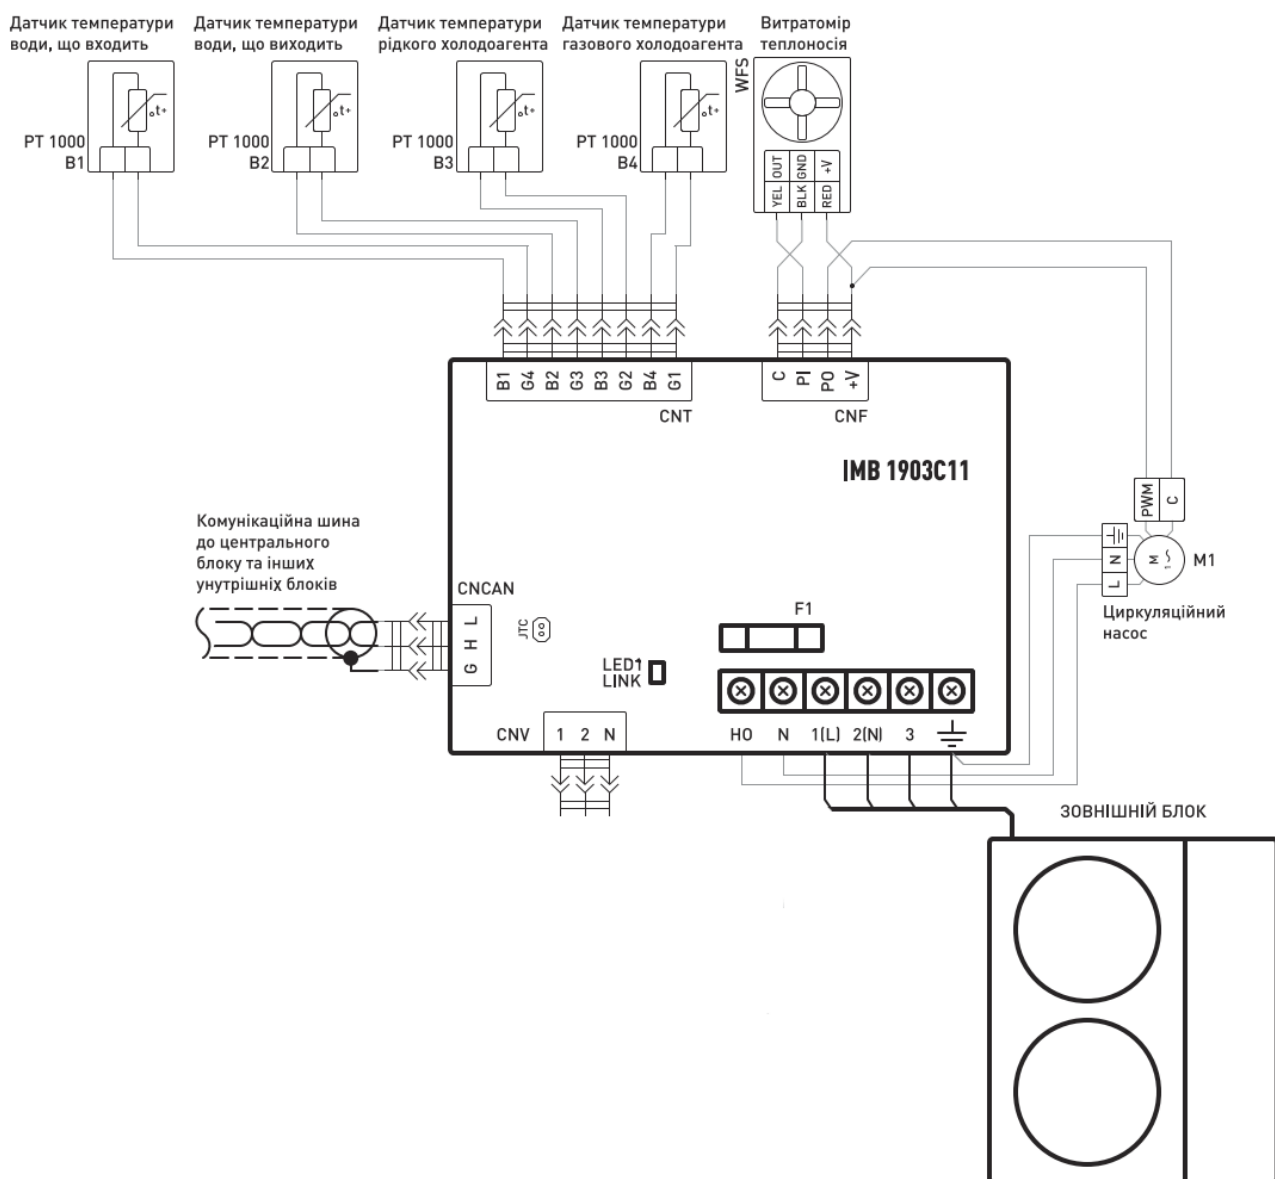 Датчик температури
води, що входить
Датчик температури
води, що виходить
Датчик температури
рідкого холодоагента
Датчик температури
газового холодоагента
Витратомір
теплоносія
WFS
t+
t+
t+
t+
PT 1000
B1
PT 1000
B2
PT 1000
B3
PT 1000
B4
OUT GND +V
YEL BLK RED
B1 G4 B2 G3 B3 G2 B4 G1
CNT
C PI PO +V
CNF
IMB 1903C11
PWM C
N
L
M
1~
M1
Циркуляційний
насос
Комунікаційна шина
до центрального
блоку та інших
унутрішніх блоків
CNCAN
L
H
G
JTC
LED1
LINK
F1
CNV
1 2 N
HO N 1(L) 2(N) 3
ЗОВНІШНІЙ БЛОК